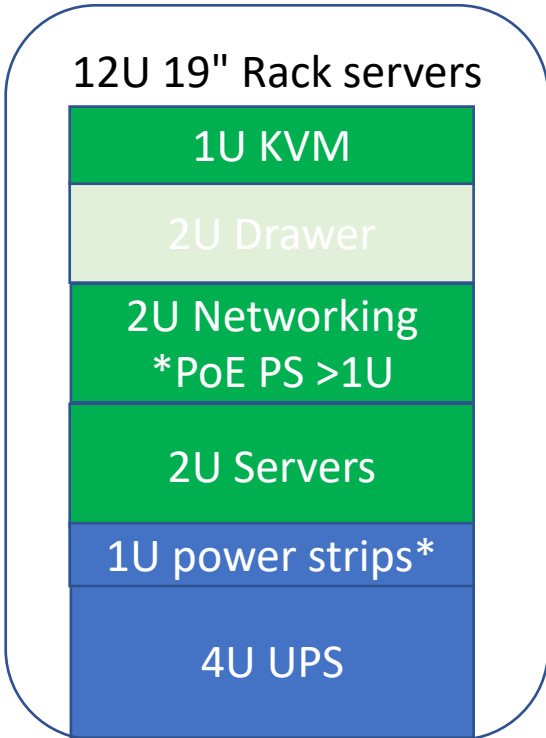 12U 19" Rack servers
1U KVM
2U Drawer
2U Networking
*PoE PS >1U
2U Servers
1U power strips*
4U UPS